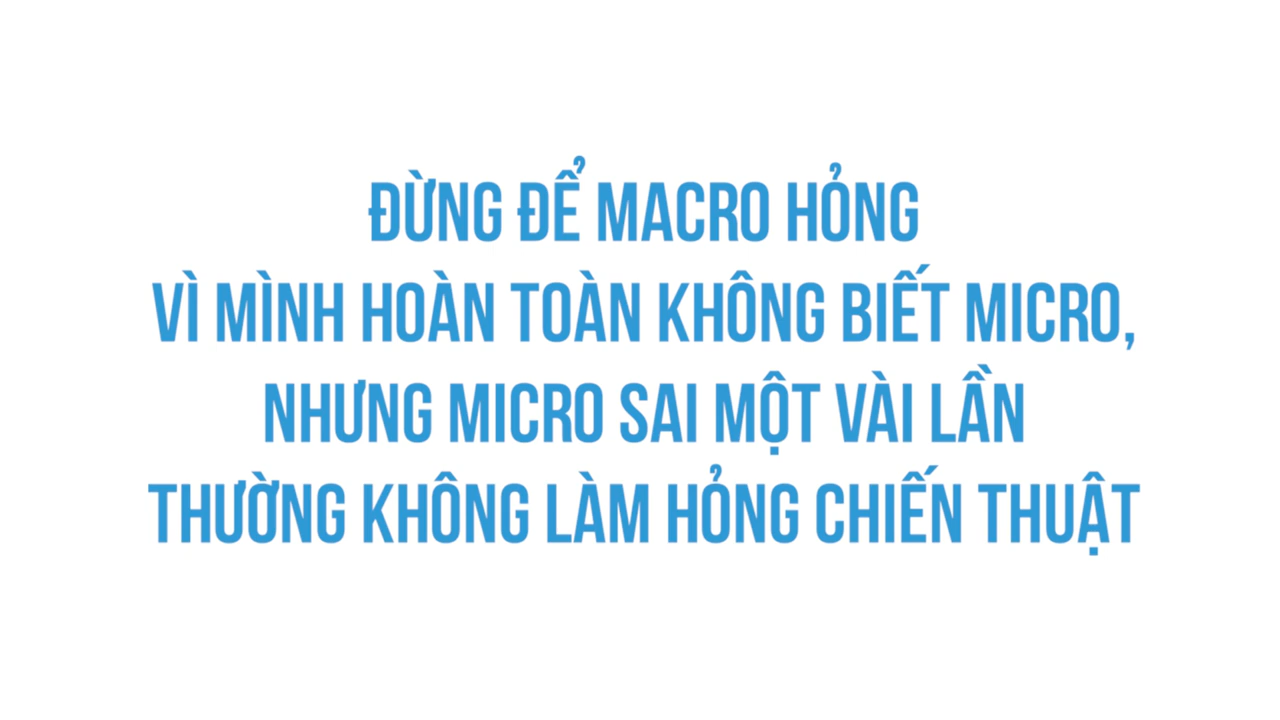 ĐỪNG ĐỂ MACRO HỎNG
VÌ MÌNH HOÀN TOÀN KHÔNG BIẾT MICRO,
NHƯNG MICRO SAI MỘT VÀI LẦN
THƯỜNG KHÔNG LÀM HỎNG CHIẾN THUẬT